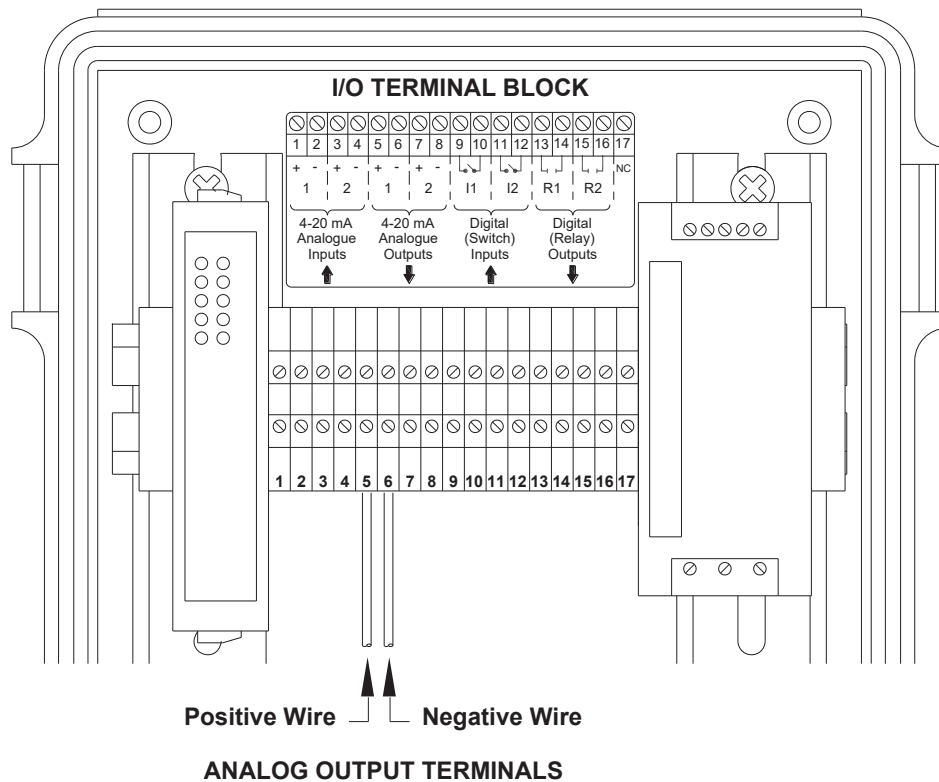 I/O TERMINAL BLOCK
1 2 3 4 5 6 7 8 9 10 11 12 13 14 15 16 17
+ - + - + - + - NC
1 2 1 2 I1 I2 R1 R2
4-20 mA 4-20 mA Digital Digital
Analogue Analogue (Switch) (Relay)
Inputs Outputs Inputs Outputs
1 2 3 4 5 6 7 8 9 10 11 12 13 14 15 16 17
Positive Wire Negative Wire
ANALOG OUTPUT TERMINALS